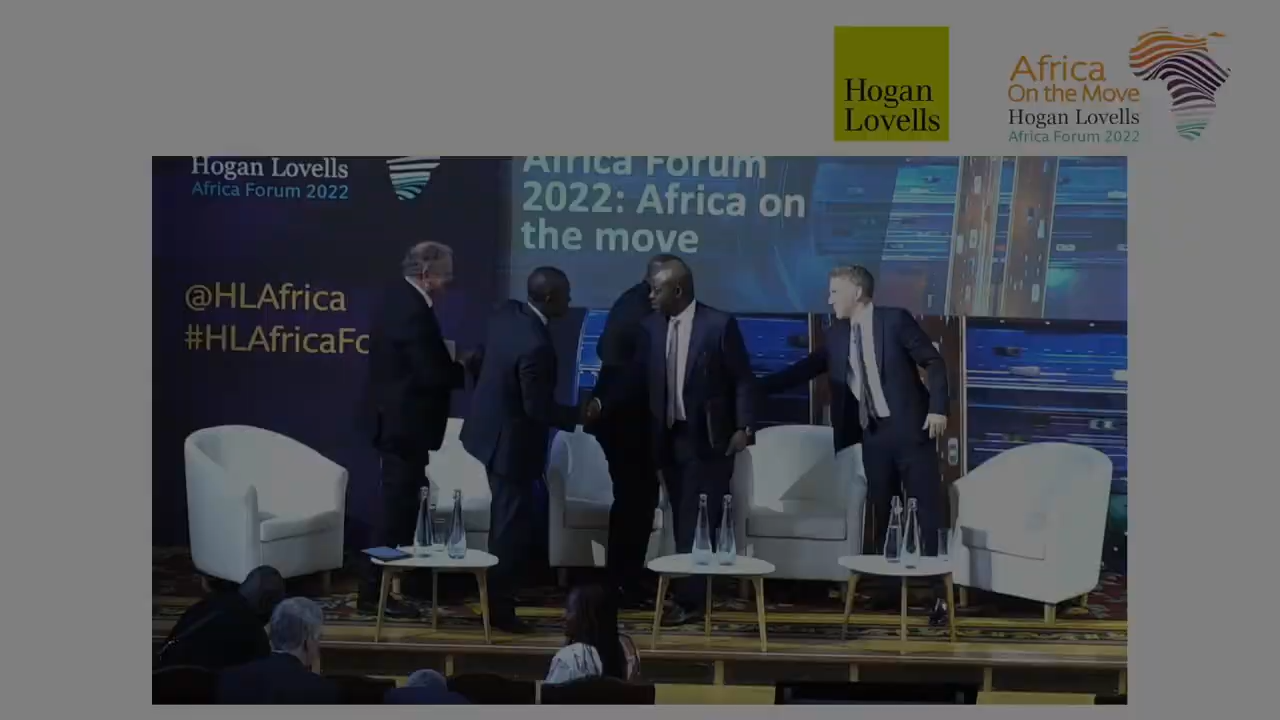 Hogan
Lovells
Africa
On the Move
Hogan Lovells
Africa Forum 2022
Hogan Lovells
Africa Forum 2022
Africa Forum
2022: Africa on
the move
@HLAfrica
#HLAfricaFo